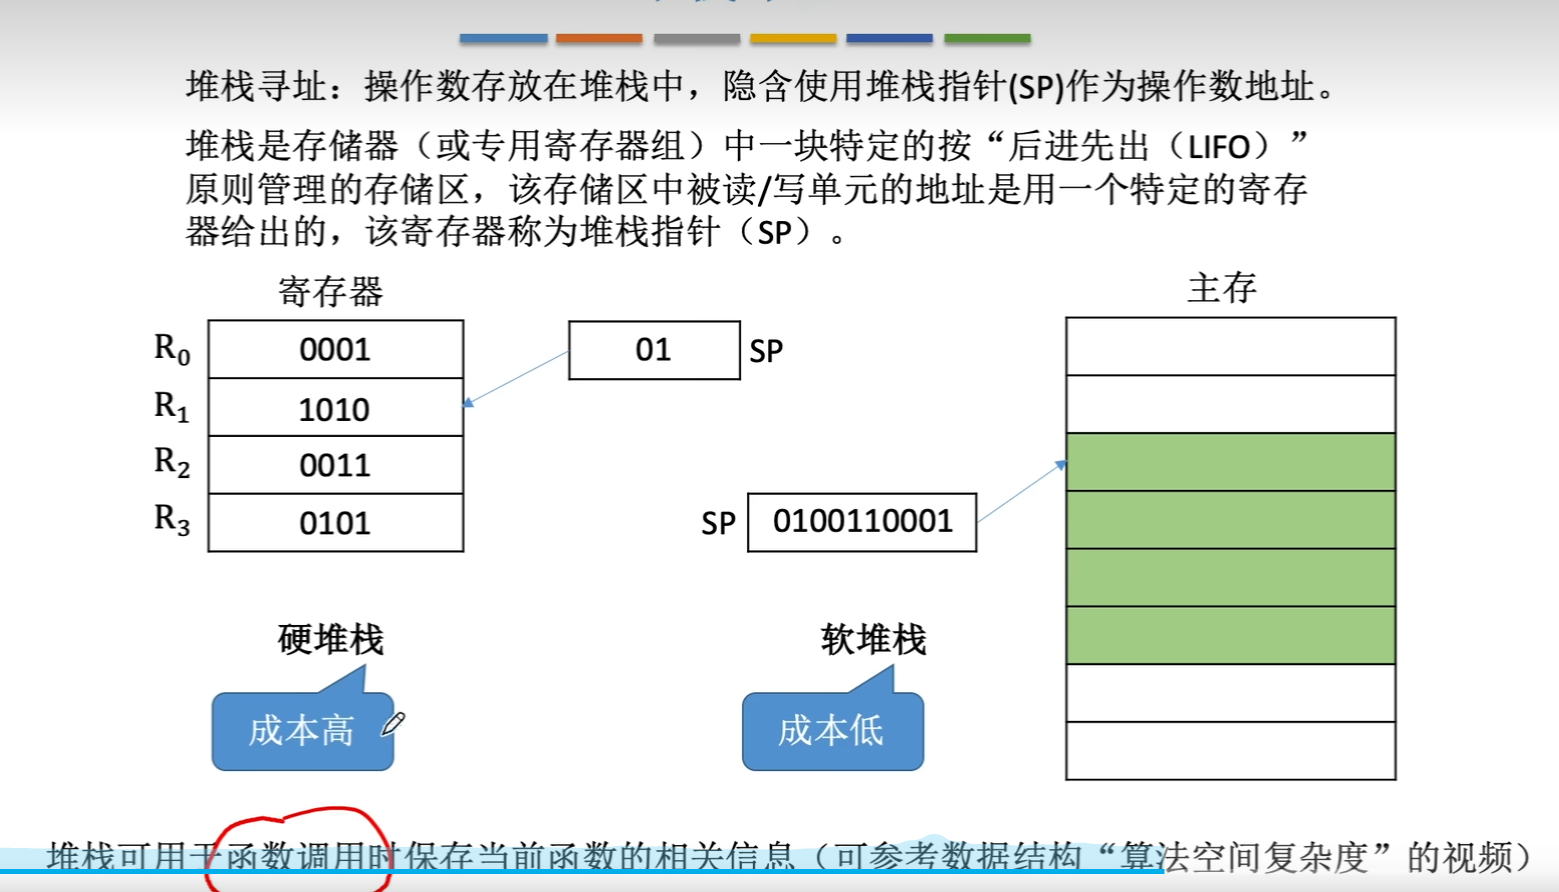 堆栈寻址：操作数存放在堆栈中，隐含使用堆栈指针(SP)作为操作数地址。
堆栈是存储器（或专用寄存器组）中一块特定的按“后进先出（LIFO）”
原则管理的存储区，该存储区中被读/写单元的地址是用一个特定的寄存
器给出的，该寄存器称为堆栈指针（SP）。
寄存器
主存
R₀ 0001
01 SP
R₁ 1010
R₂ 0011
R₃ 0101
SP 0100110001
硬堆栈
软堆栈
成本高
成本低
堆栈可用于函数调用时保存当前函数的相关信息（可参考数据结构“算法空间复杂度”的视频）